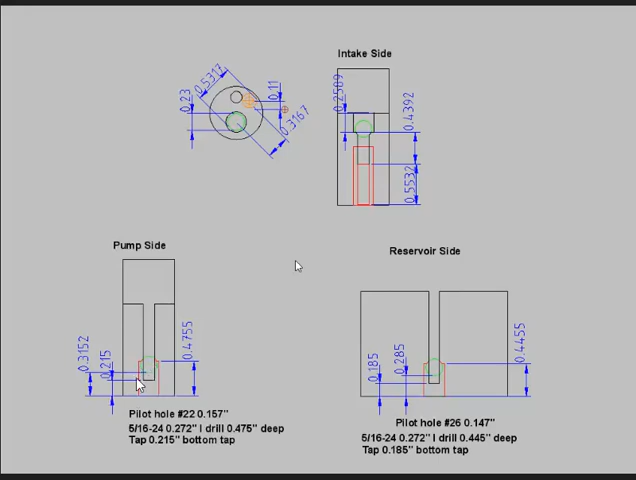 Intake Side
0.5317
0.11
0.23
0.3167
0.2589
0.4392
0.5532
Pump Side
Reservoir Side
0.3152
0.215
0.4755
0.185
0.285
0.4455
Pilot hole #22 0.157"
5/16-24 0.272" I drill 0.475" deep
Tap 0.215" bottom tap
Pilot hole #26 0.147"
5/16-24 0.272" I drill 0.445" deep
Tap 0.185" bottom tap